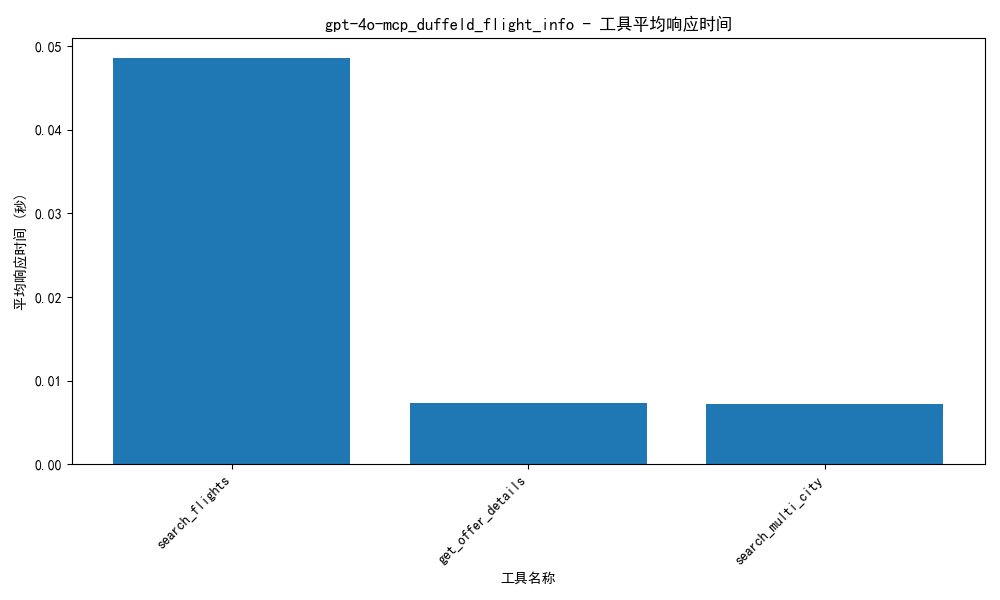 gpt-4o-mcp_duffeld_flight_info - 工具平均响应时间
平均响应时间 (秒)
0.05
0.04
0.03
0.02
0.01
0.00
search_flights
get_offer_details
search_multi_city
工具名称